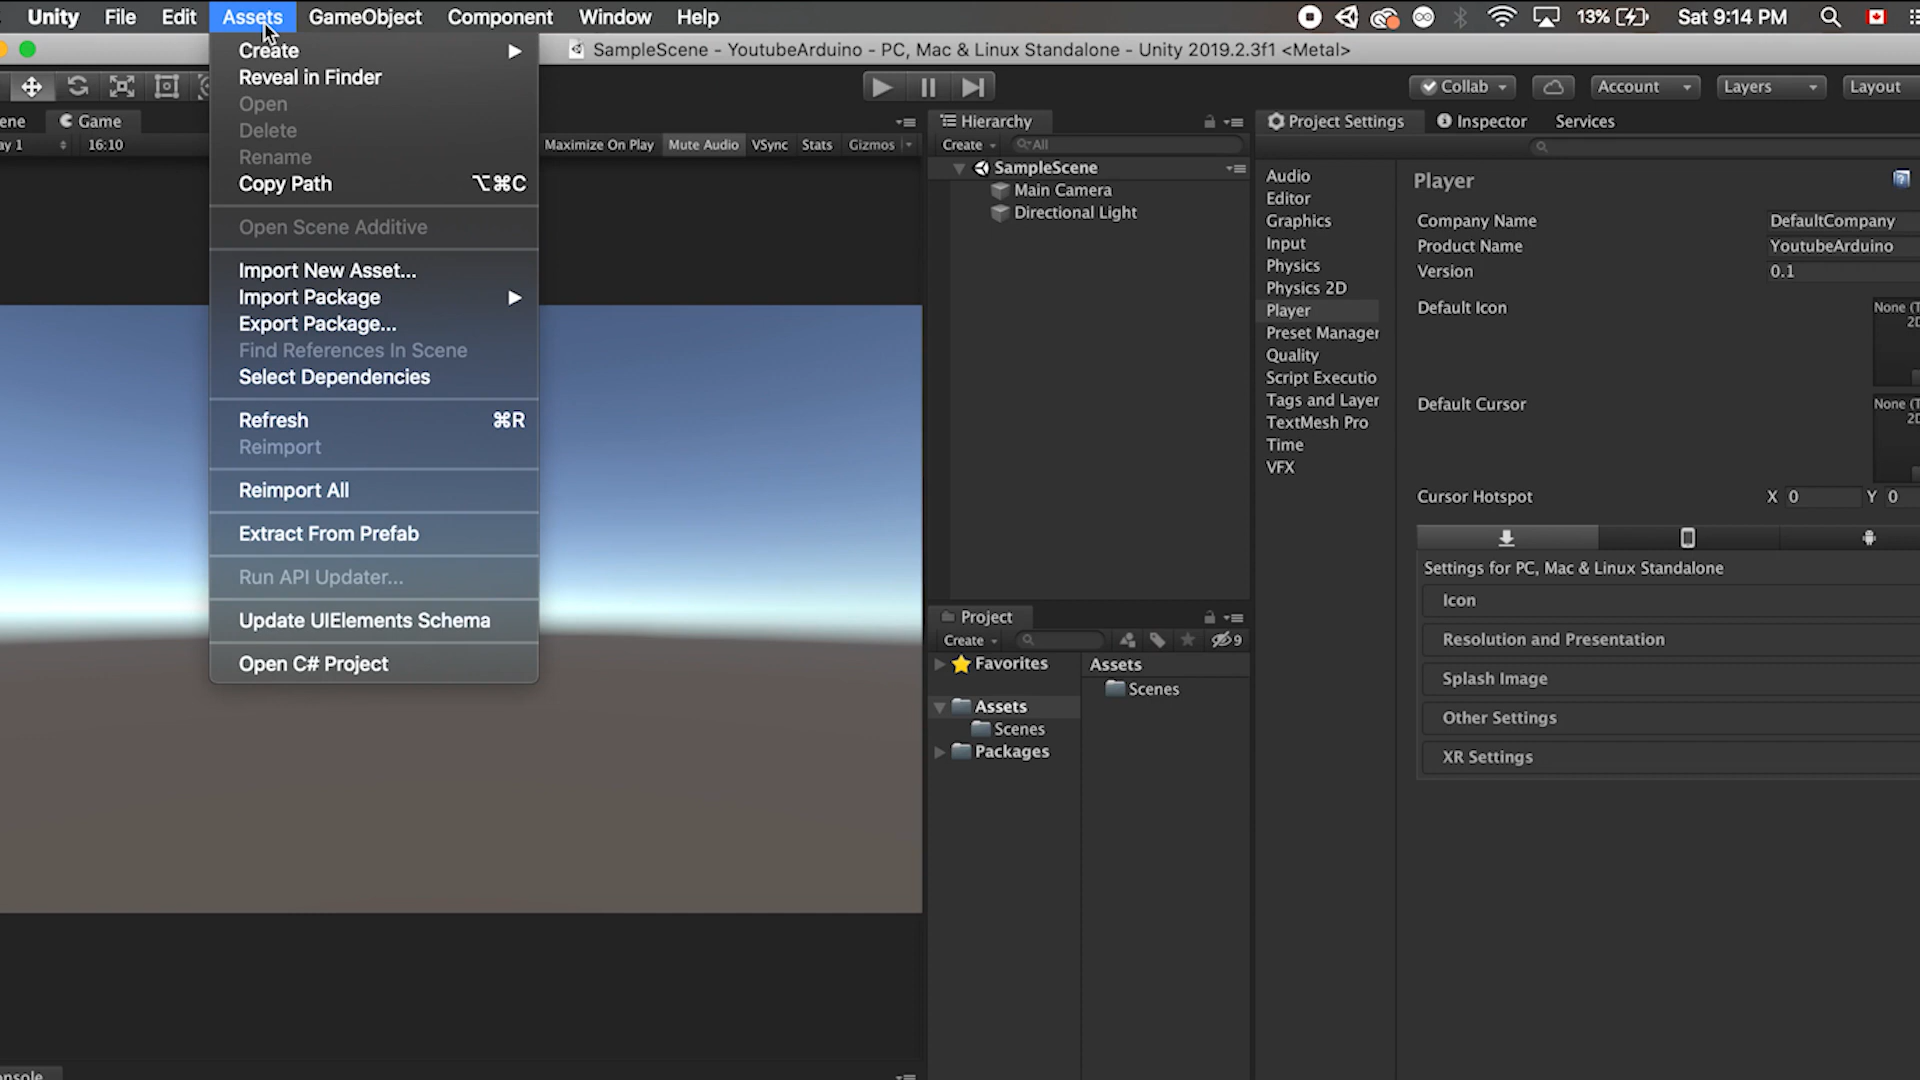 Unity File Edit Assets GameObject Component Window Help 13% Sat 9:14 PM
SampleScene - YoutubeArduino - PC, Mac & Linux Standalone - Unity 2019.2.3f1 <Metal>
Create
Reveal in Finder
Open
Delete
Rename
Copy Path ⌥⌘C
Open Scene Additive
Import New Asset...
Import Package
Export Package...
Find References In Scene
Select Dependencies
Refresh ⌘R
Reimport
Reimport All
Extract From Prefab
Run API Updater...
Update UIElements Schema
Open C# Project
Collab Account Layers Layout
Game
16:10 Maximize On Play Mute Audio VSync Stats Gizmos
Hierarchy
Create All
SampleScene
Main Camera
Directional Light
Project
Create 9
Favorites
Assets
Scenes
Packages
Assets
Scenes
Project Settings Inspector Services
Audio
Editor
Graphics
Input
Physics
Physics 2D
Player
Preset Manager
Quality
Script Executio
Tags and Layer
TextMesh Pro
Time
VFX
Player
Company Name DefaultCompany
Product Name YoutubeArduino
Version 0.1
Default Icon None (T
2D
Default Cursor None (T
2D
Cursor Hotspot X 0 Y 0
Settings for PC, Mac & Linux Standalone
Icon
Resolution and Presentation
Splash Image
Other Settings
XR Settings